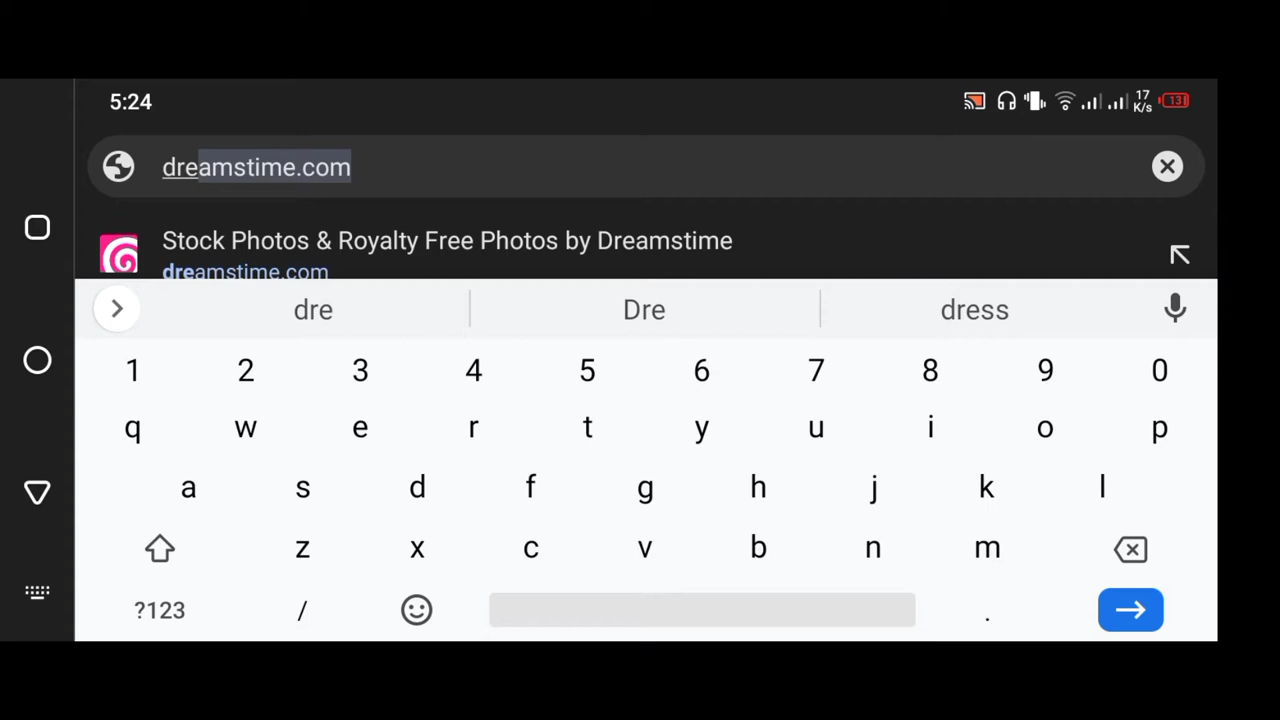 5:24
17
K/s
13
dreamstime.com
Stock Photos & Royalty Free Photos by Dreamstime
dreamstime.com
dre Dre dress
1 2 3 4 5 6 7 8 9 0
q w e r t y u i o p
a s d f g h j k l
z x c v b n m
?123 / .